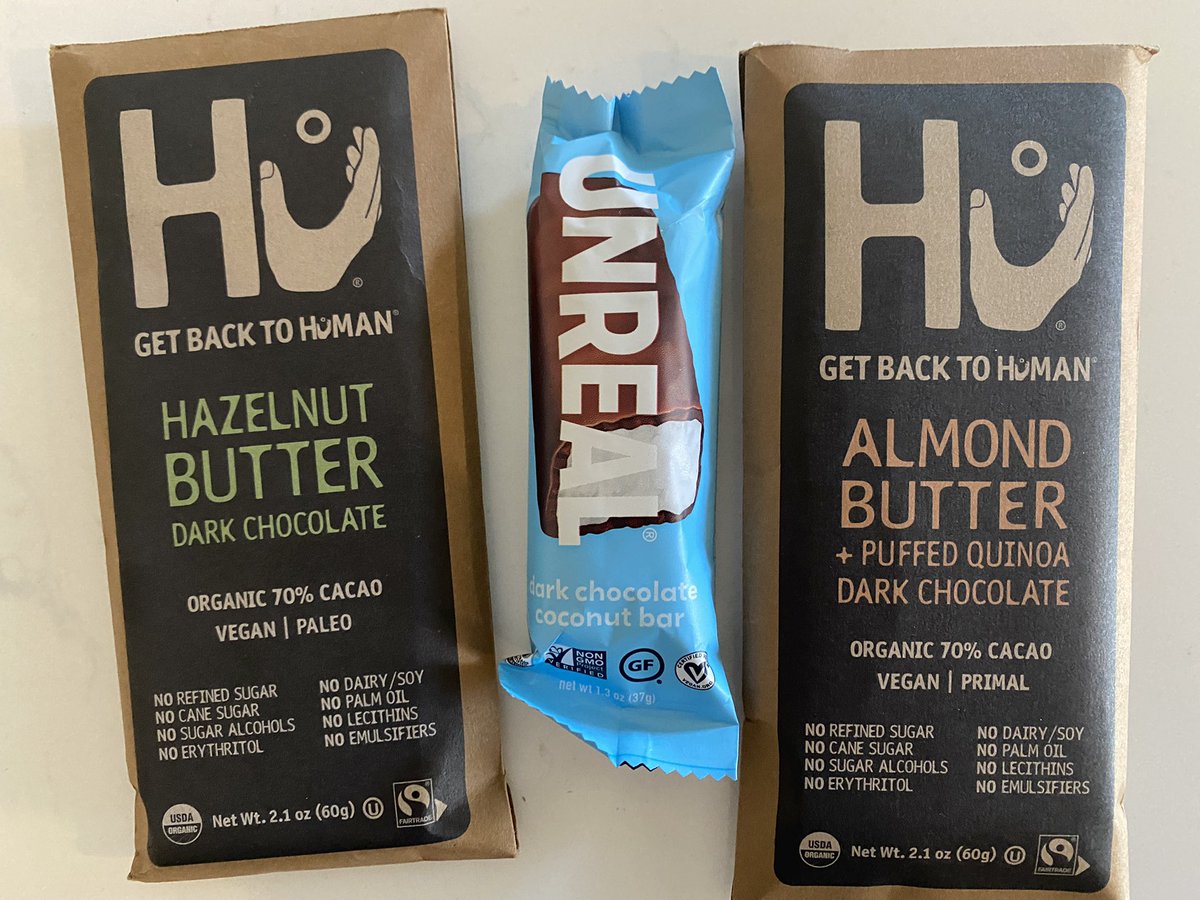 Hu
®
GET BACK TO HUMAN®
HAZELNUT
BUTTER
DARK CHOCOLATE
ORGANIC 70% CACAO
VEGAN | PALEO
NO REFINED SUGAR
NO CANE SUGAR
NO SUGAR ALCOHOLS
NO ERYTHRITOL
NO DAIRY/SOY
NO PALM OIL
NO LECITHINS
NO EMULSIFIERS
USDA
ORGANIC
Net Wt. 2.1 oz (60g)
U
FAIRTRADE
UNREAL
®
dark chocolate
coconut bar
NON
GMO
Project
VERIFIED
GF
VEGAN.ORG
net wt 1.3 oz (37g)
Hu
®
GET BACK TO HUMAN®
ALMOND
BUTTER
+ PUFFED QUINOA
DARK CHOCOLATE
ORGANIC 70% CACAO
VEGAN | PRIMAL
NO REFINED SUGAR
NO CANE SUGAR
NO SUGAR ALCOHOLS
NO ERYTHRITOL
NO DAIRY/SOY
NO PALM OIL
NO LECITHINS
NO EMULSIFIERS
USDA
ORGANIC
Net Wt. 2.1 oz (60g)
U
FAIRTRADE